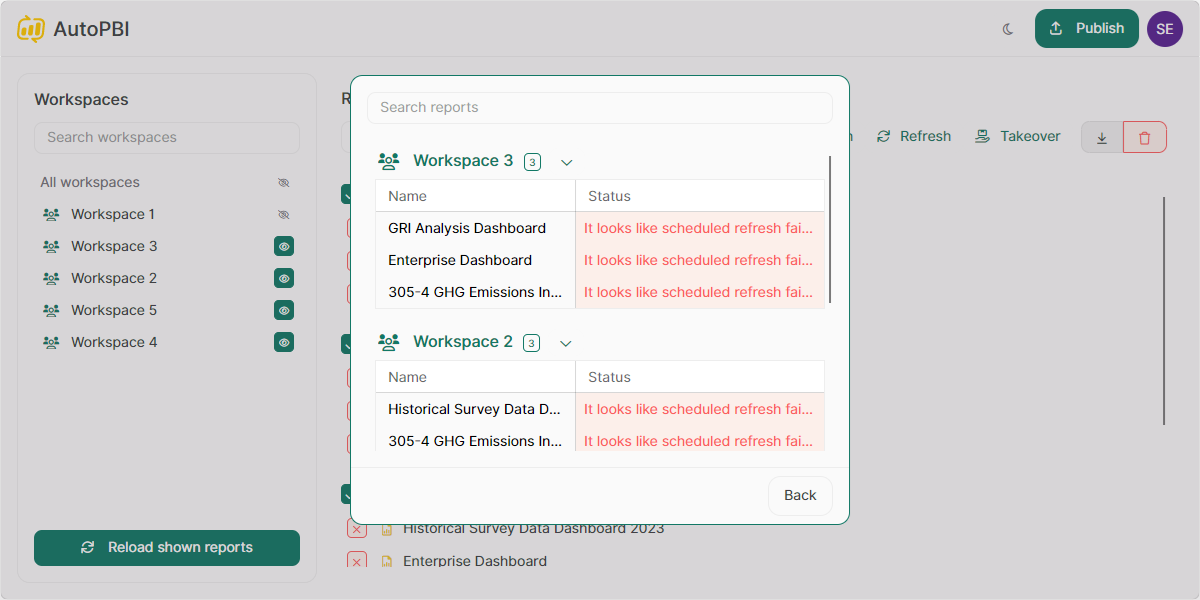 AutoPBI
Publish
SE
Workspaces
Search workspaces
All workspaces
Workspace 1
Workspace 3
Workspace 2
Workspace 5
Workspace 4
Reload shown reports
Refresh
Takeover
Search reports
Workspace 3 3
Name Status
GRI Analysis Dashboard It looks like scheduled refresh fai...
Enterprise Dashboard It looks like scheduled refresh fai...
305-4 GHG Emissions In... It looks like scheduled refresh fai...
Workspace 2 3
Name Status
Historical Survey Data D... It looks like scheduled refresh fai...
305-4 GHG Emissions In... It looks like scheduled refresh fai...
Back
Historical Survey Data Dashboard 2023
Enterprise Dashboard